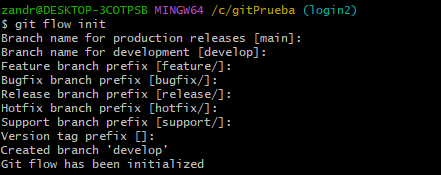 zandr@DESKTOP-3COTPSB MINGW64 /c/gitPrueba (login2)
$ git flow init
Branch name for production releases [main]:
Branch name for development [develop]:
Feature branch prefix [feature/]:
Bugfix branch prefix [bugfix/]:
Release branch prefix [release/]:
Hotfix branch prefix [hotfix/]:
Support branch prefix [support/]:
Version tag prefix []:
Created branch 'develop'
Git flow has been initialized